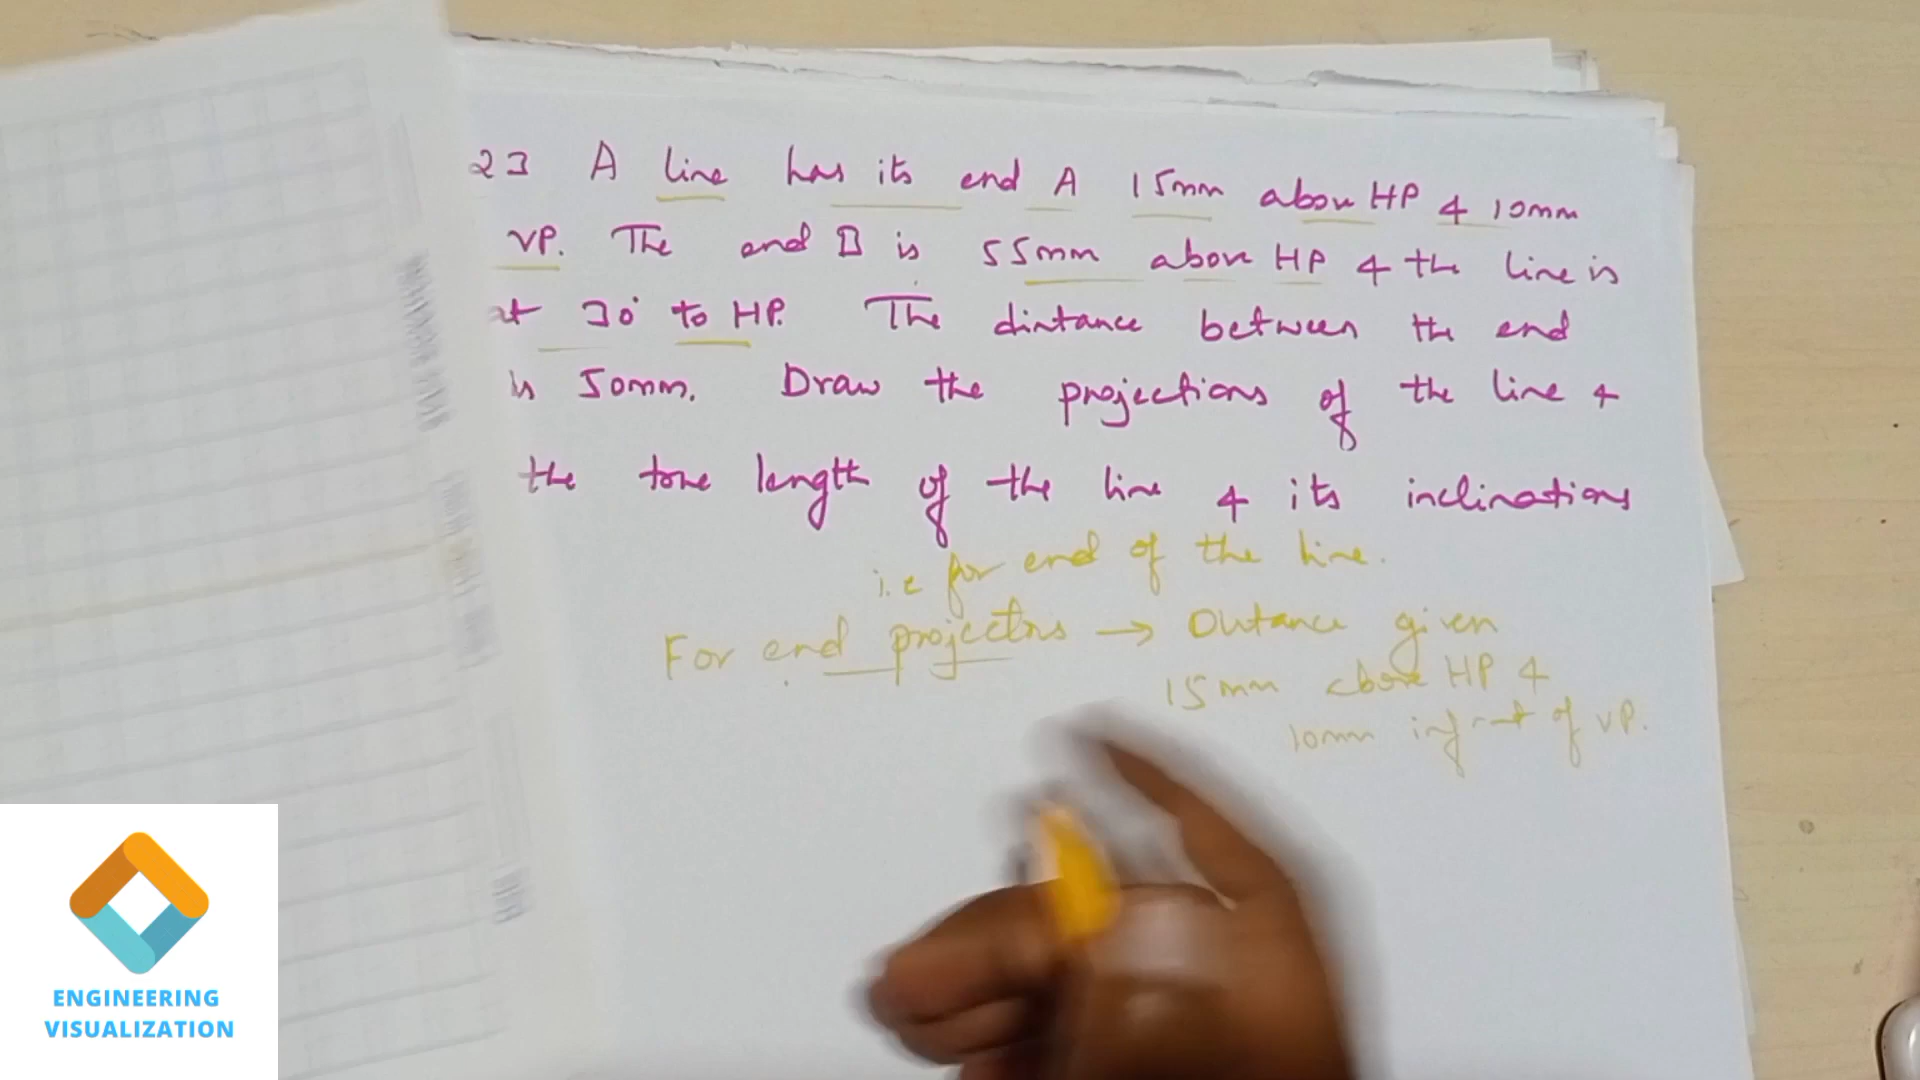 23 A line has its end A 15mm above HP & 10mm
VP. The end B is 55mm above HP & the line is
at 30° to HP. The distance between the end
is 50mm. Draw the projections of the line &
the true length of the line & its inclinations
i.e for end of the line.
For end projectors → Distance given
15mm above HP &
10mm infront of VP.
ENGINEERING
VISUALIZATION